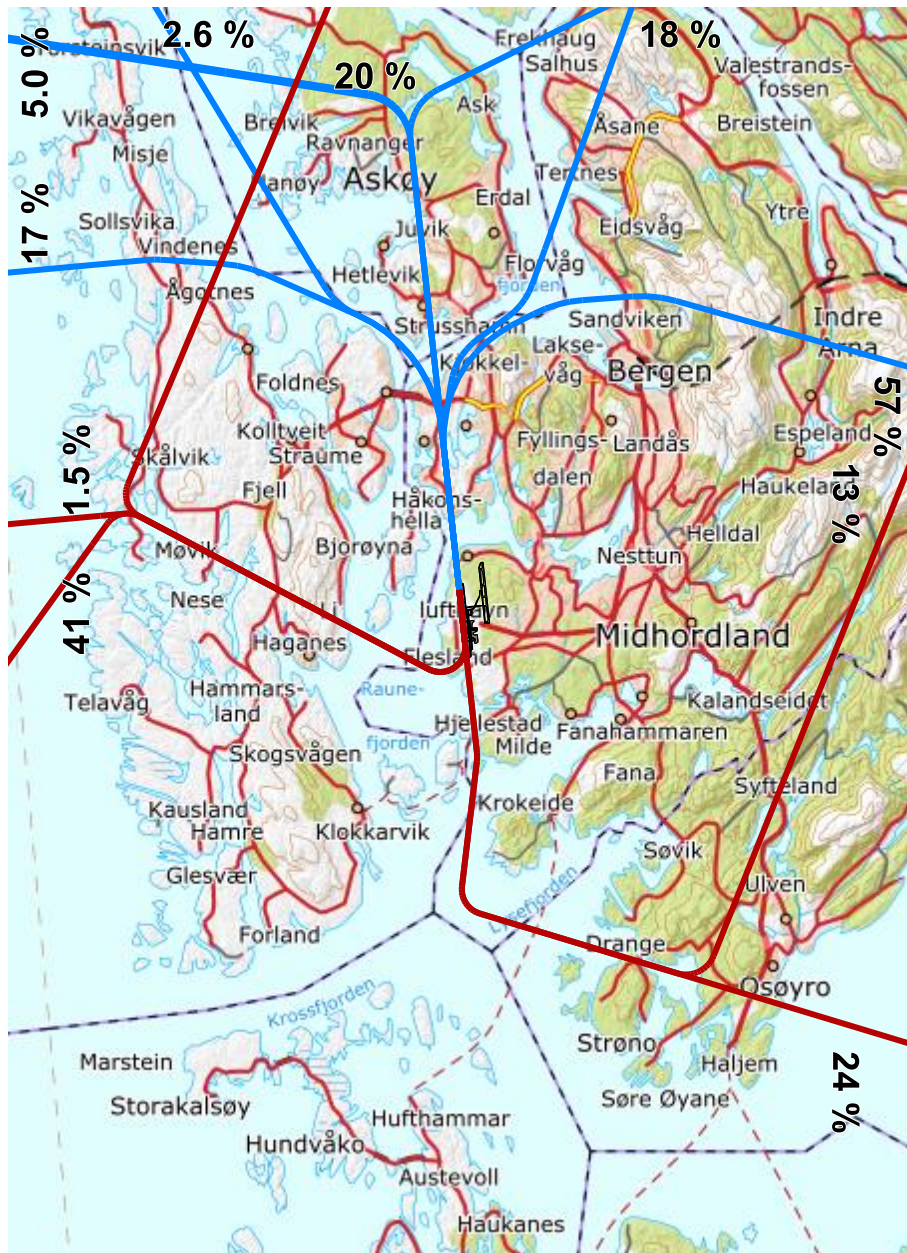 2.6 %
18 %
5.0 %
Frekhaug
Salhus
Valestrands-
fossen
20 %
Ask
Vikavågen
Misje
Breivik
Ravnanger
Åsane
Breistein
Askøy
Tertnes
Erdal
17 %
Sollsvika
Vindenes
Juvik
Eidsvåg
Ytre
Ågotnes
Hetlevik
Florvåg
fjorden
Strusshamn
Sandviken
Indre
Arna
Kjøkkel-
Lakse-
våg
Bergen
Foldnes
57 %
Kolltveit
Straume
Fyllings-
dalen
Landås
Espeland
1.5 %
Skålvik
Fjell
Håkons-
hella
Haukeland
13 %
Møvik
Bjorøyna
Helldal
Nesttun
41 %
Nese
Li
Haganes
lufthavn
Flesland
Midhordland
Telavåg
Hammars-
land
Raune-
fjorden
Hjellestad
Milde
Fanahammaren
Kalandseidet
Skogsvågen
Fana
Syfteland
Kausland
Hamre
Klokkarvik
Krokeide
Søvik
Glesvær
Ulven
Lysefjorden
Forland
Drange
Osøyro
Krossfjorden
Strøno
Haljem
Marstein
Storakalsøy
Søre Øyane
24 %
Hufthammar
Hundvåko
Austevoll
Haukanes